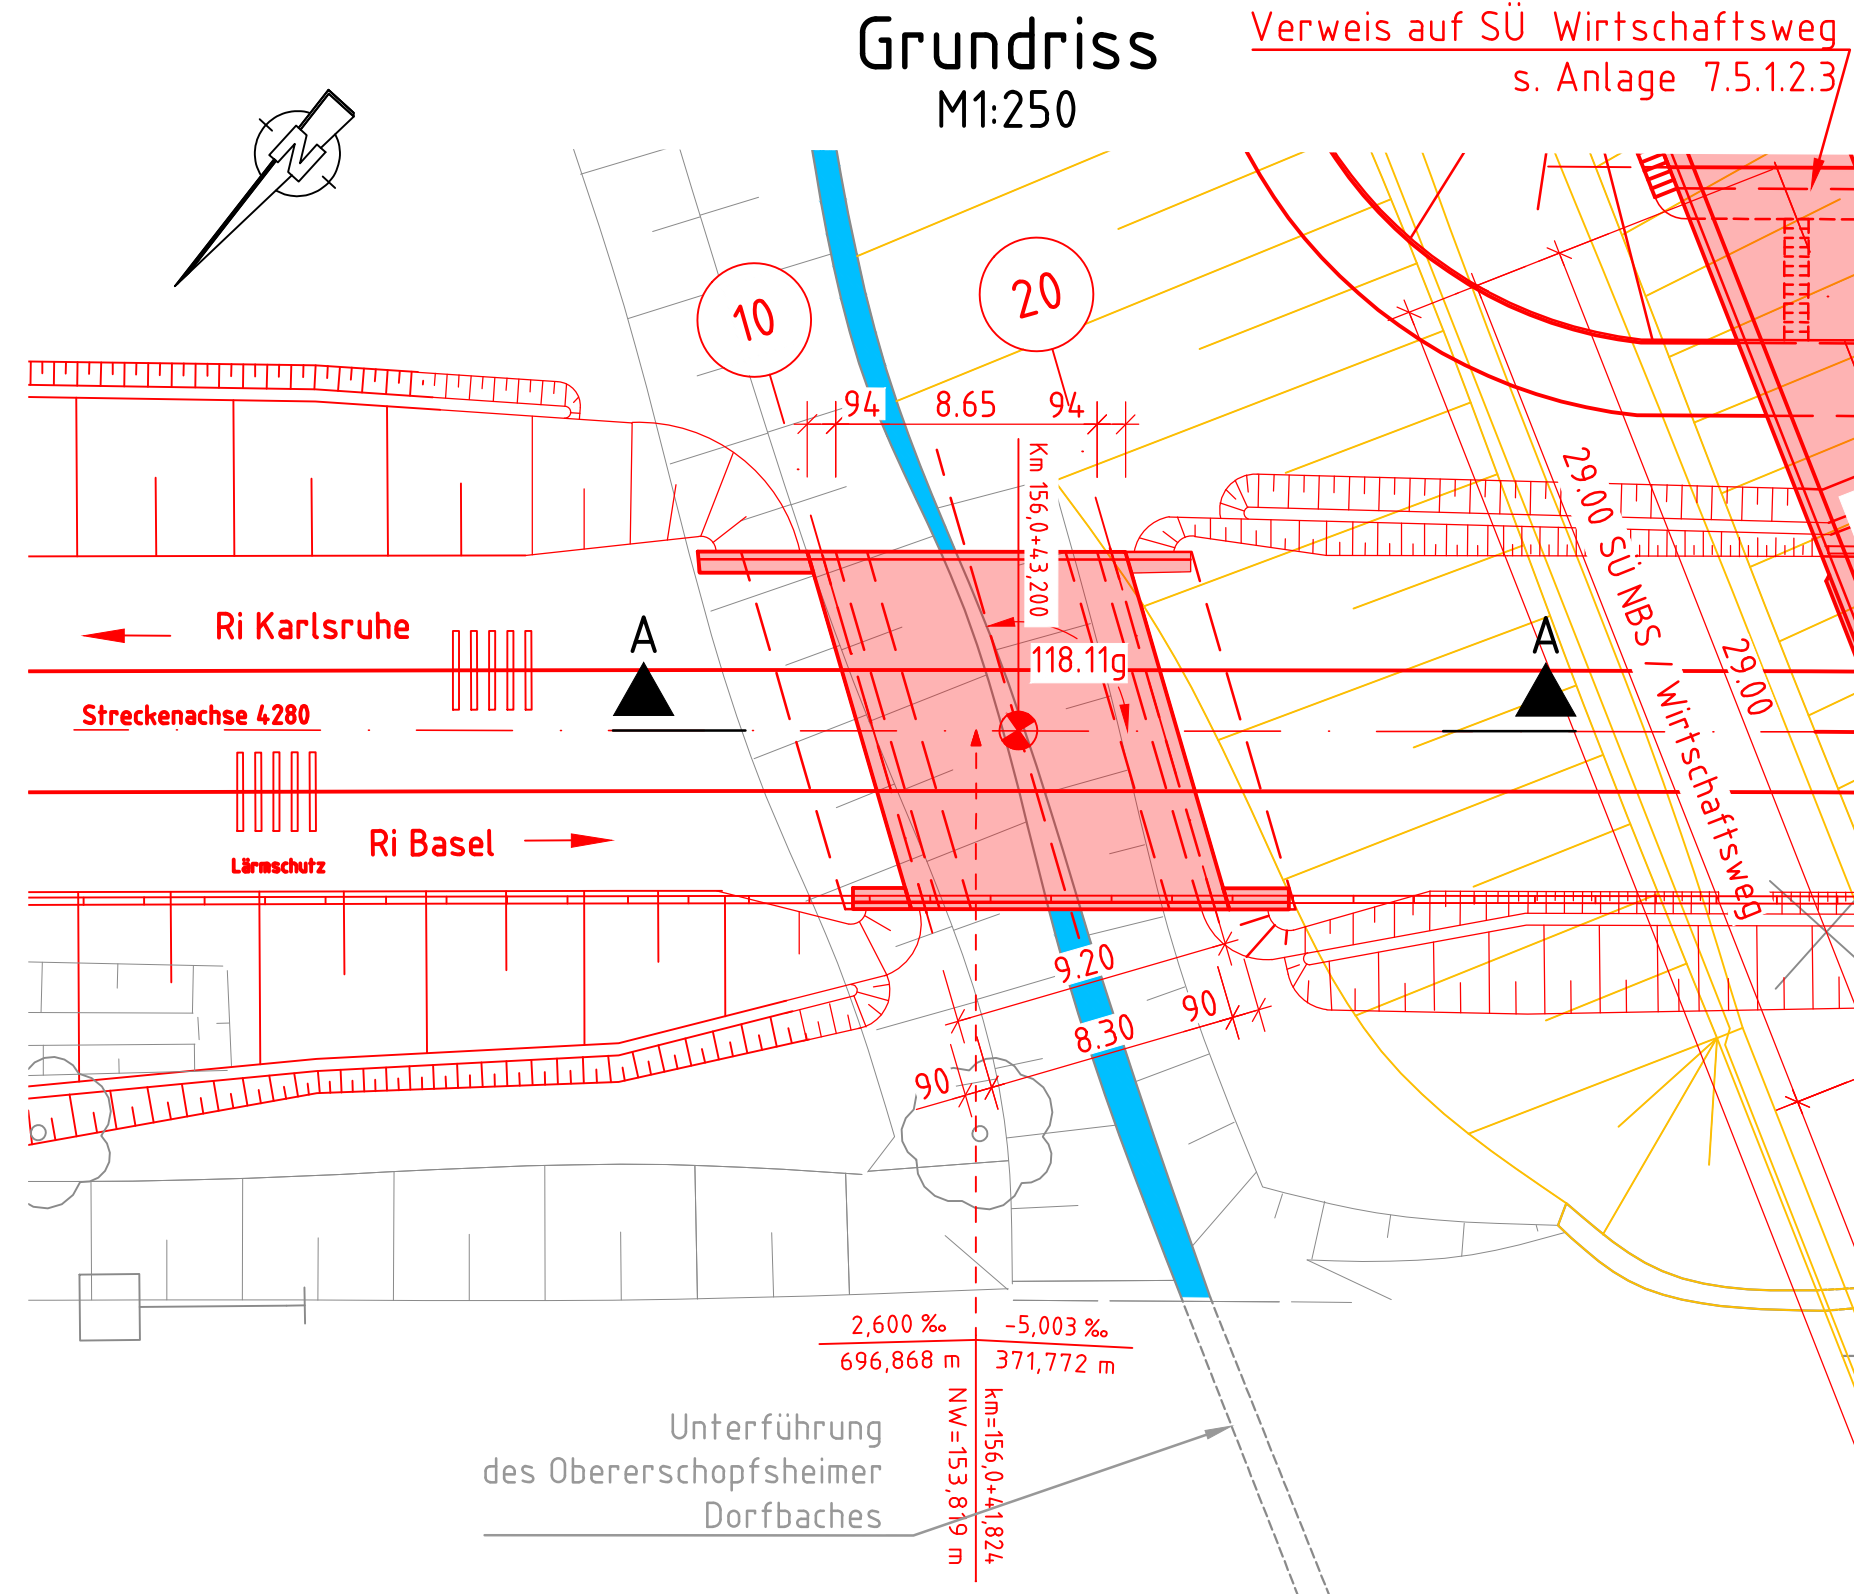 Grundriss
M1:250
Verweis auf SÜ Wirtschaftsweg
s. Anlage 7.5.1.2.3
N
10
20
94
8.65
94
Km 156,0+43,200
29.00 SÜ NBS / Wirtschaftsweg
29.00
Ri Karlsruhe
A
A
118.11g
Streckenachse 4280
Ri Basel
Lärmschutz
9.20
90
8.30
90
2,600 ‰
-5,003 ‰
696,868 m
371,772 m
NW=153,819 m
km=156,0+41,824
Unterführung
des Obererschopfsheimer
Dorfbaches